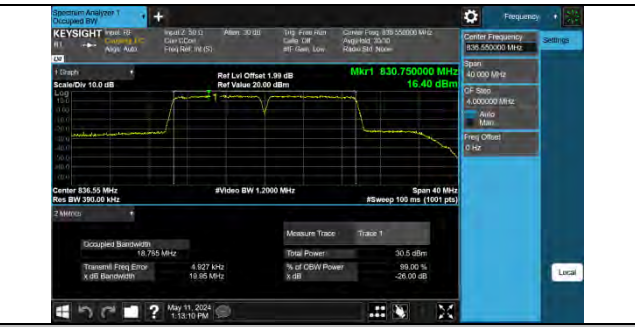 Spectrum Analyzer 1
Occupied BW
+
Frequency
KEYSIGHT Input: RF
Coupling: DC
Align: Auto
Input Z: 50 Ω
Corr CCorr
Freq Ref: Int (S)
Atten: 30 dB
Trig: Free Run
Gate: Off
#IF Gain: Low
Center Freq: 836.550000 MHz
Avg|Hold: 30/30
Radio Std: None
LW
Center Frequency
836.550000 MHz
Settings
Span
40.000 MHz
CF Step
4.000000 MHz
Auto
Man
Freq Offset
0 Hz
1 Graph
Scale/Div 10.0 dB
Ref Lvl Offset 1.99 dB
Ref Value 20.00 dBm
Mkr1 830.750000 MHz
16.40 dBm
Log
1
Center 836.55 MHz
Res BW 390.00 kHz
#Video BW 1.2000 MHz
Span 40 MHz
#Sweep 100 ms (1001 pts)
2 Metrics
Measure Trace Trace 1
Occupied Bandwidth
18.785 MHz
Total Power 30.5 dBm
Transmit Freq Error 4.927 kHz
% of OBW Power 99.00 %
x dB Bandwidth 19.95 MHz
x dB -26.00 dB
Local
? May 11, 2024
1:13:10 PM